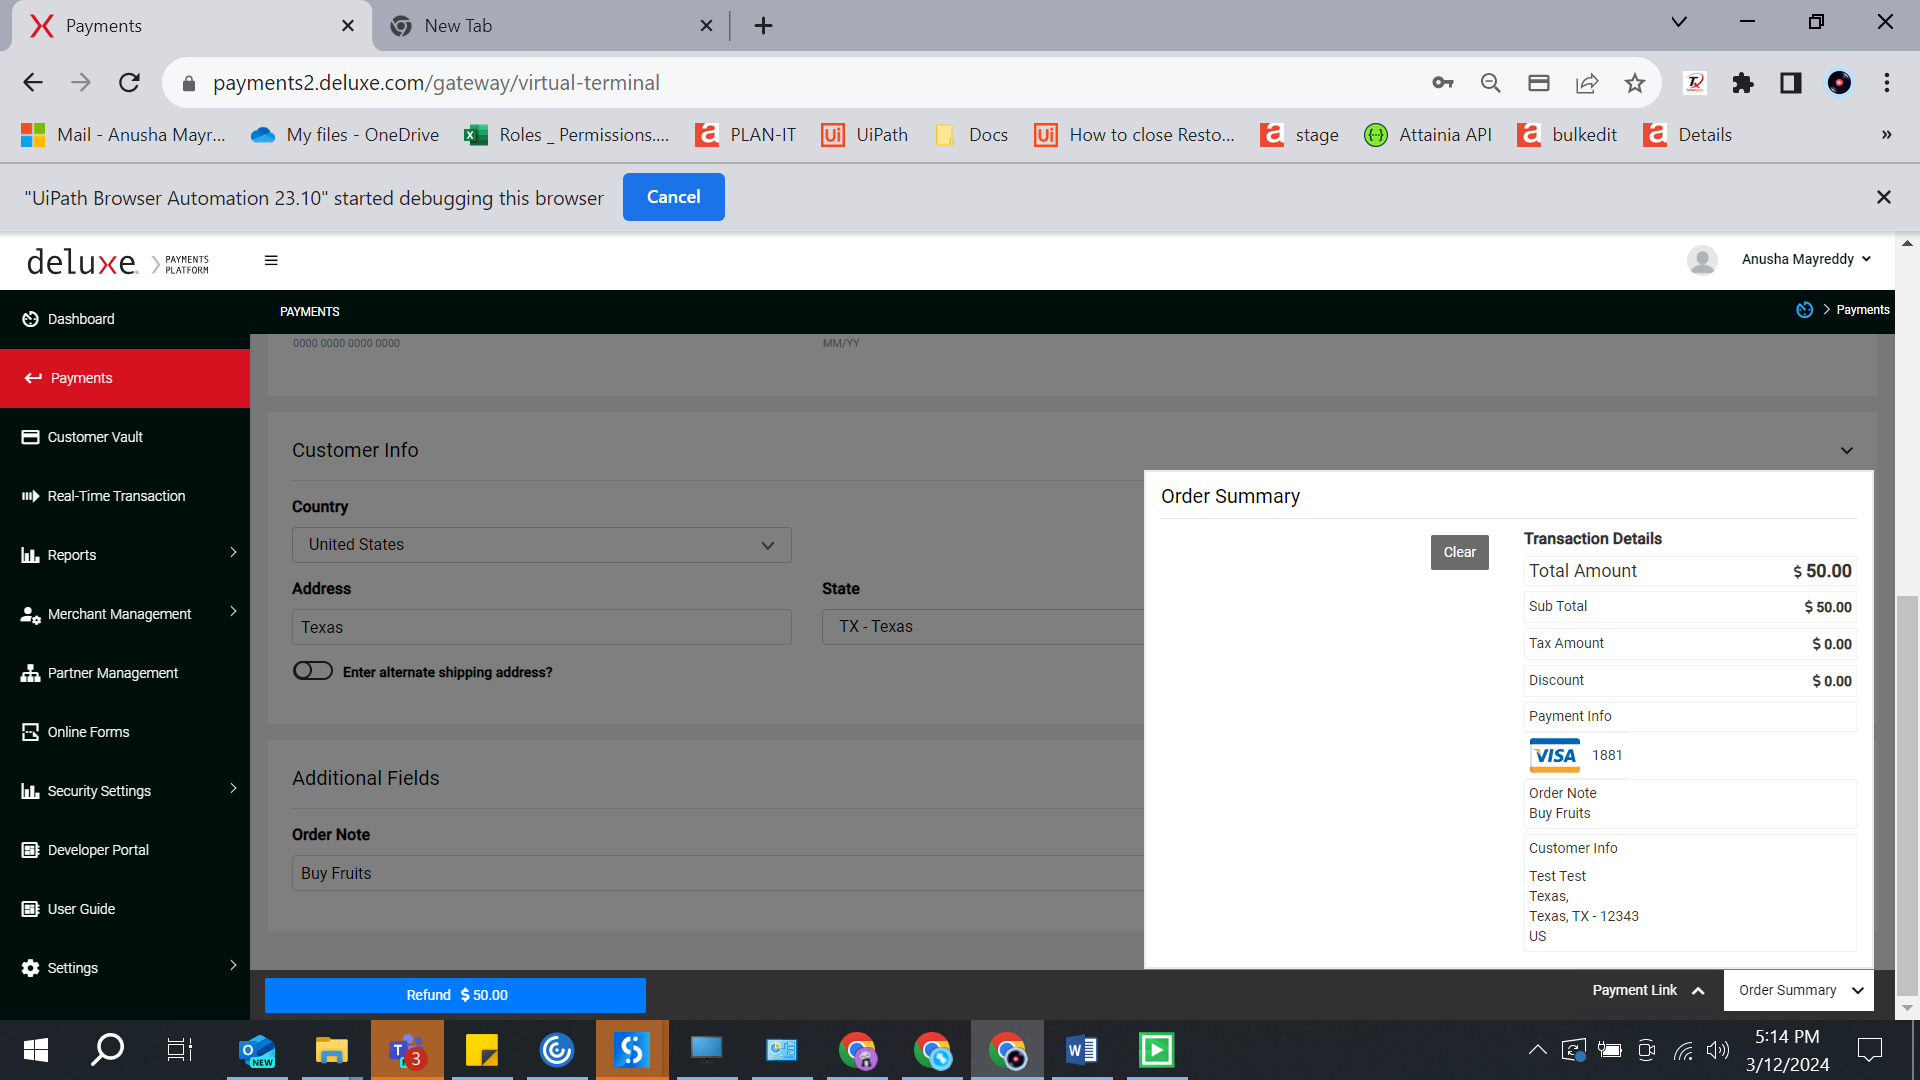 Payments
New Tab
payments2.deluxe.com/gateway/virtual-terminal
Mail - Anusha Mayr...
My files - OneDrive
Roles _ Permissions....
PLAN-IT
UiPath
Docs
How to close Resto...
stage
Attainia API
bulkedit
Details
»
"UiPath Browser Automation 23.10" started debugging this browser
Cancel
deluxe.
PAYMENTS
PLATFORM
Anusha Mayreddy
Dashboard
PAYMENTS
Payments
Payments
0000 0000 0000 0000
MM/YY
Customer Vault
Real-Time Transaction
Reports
Merchant Management
Partner Management
Online Forms
Security Settings
Developer Portal
User Guide
Settings
Customer Info
Country
United States
Address
State
Texas
TX - Texas
Enter alternate shipping address?
Additional Fields
Order Note
Buy Fruits
Order Summary
Clear
Transaction Details
Total Amount $ 50.00
Sub Total $ 50.00
Tax Amount $ 0.00
Discount $ 0.00
Payment Info
VISA 1881
Order Note
Buy Fruits
Customer Info
Test Test
Texas,
Texas, TX - 12343
US
Refund $ 50.00
Payment Link
Order Summary
NEW
3
5:14 PM
3/12/2024